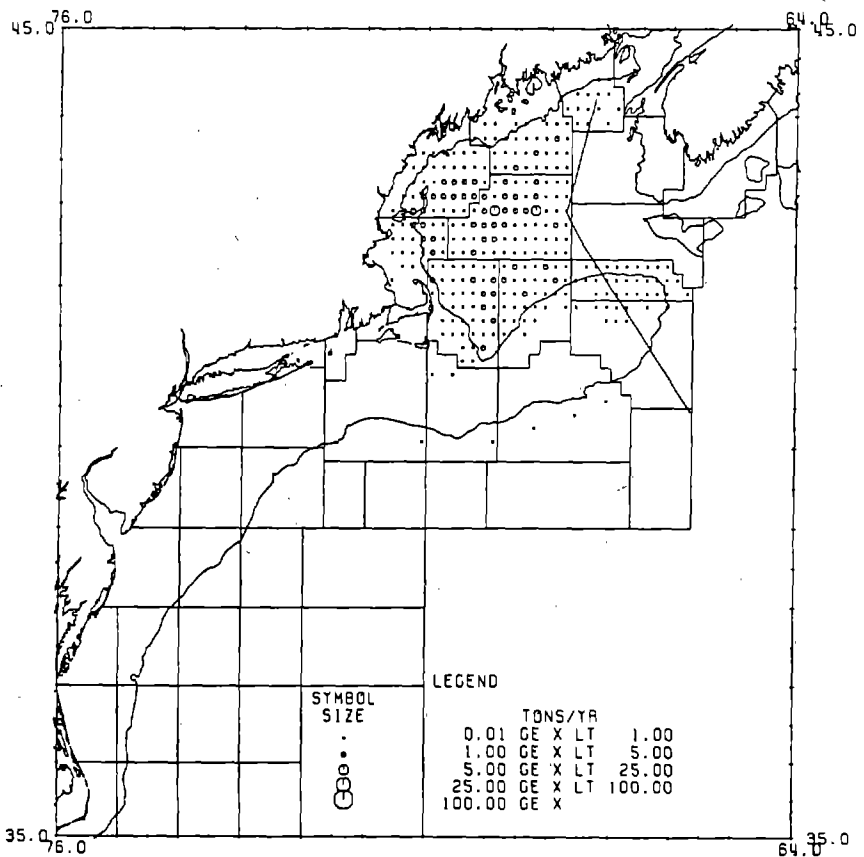 76.0 64.0
45.0 45.0
LEGEND
SYMBOL
SIZE
TONS/YR
0.01 GE X LT 1.00
1.00 GE X LT 5.00
5.00 GE X LT 25.00
25.00 GE X LT 100.00
100.00 GE X
35.0 35.0
76.0 64.0